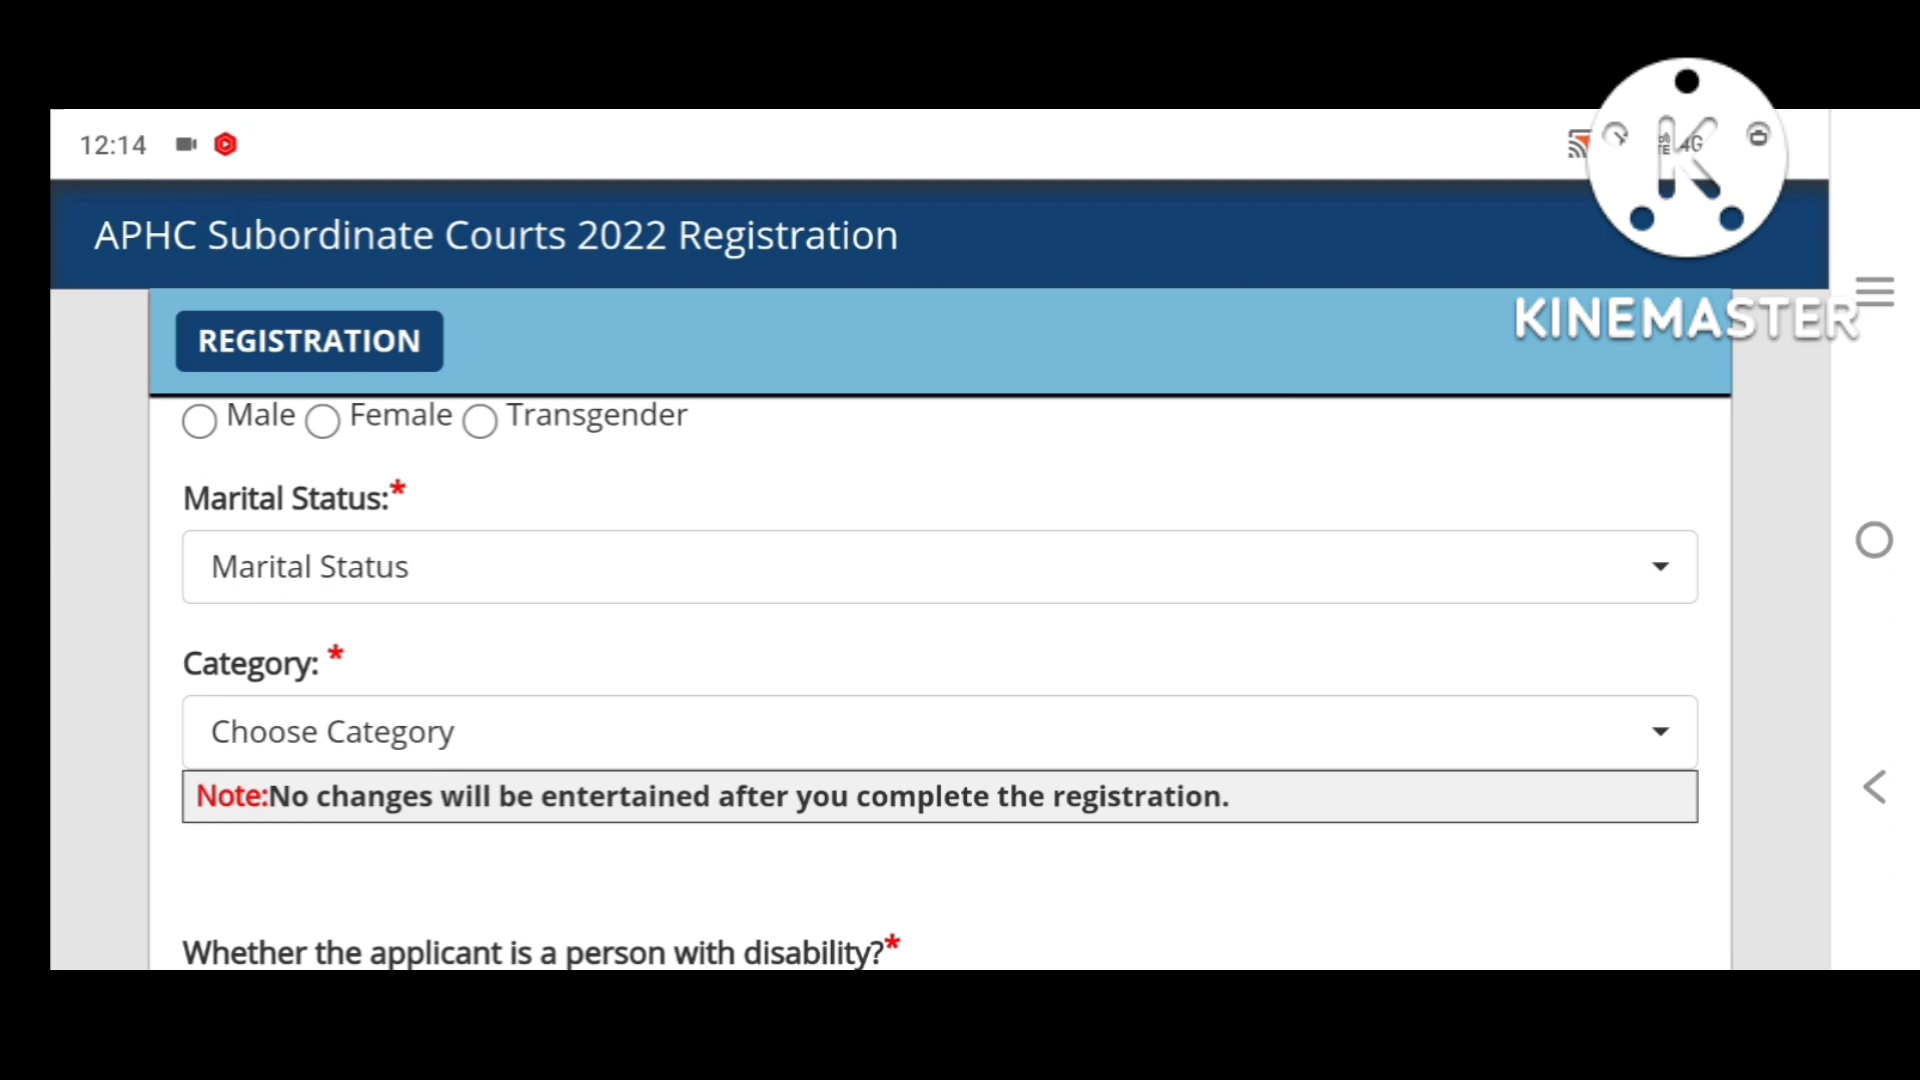 12:14
4G
APHC Subordinate Courts 2022 Registration
KINEMASTER
REGISTRATION
Male Female Transgender
Marital Status:*
Marital Status
Category: *
Choose Category
Note:No changes will be entertained after you complete the registration.
Whether the applicant is a person with disability?*